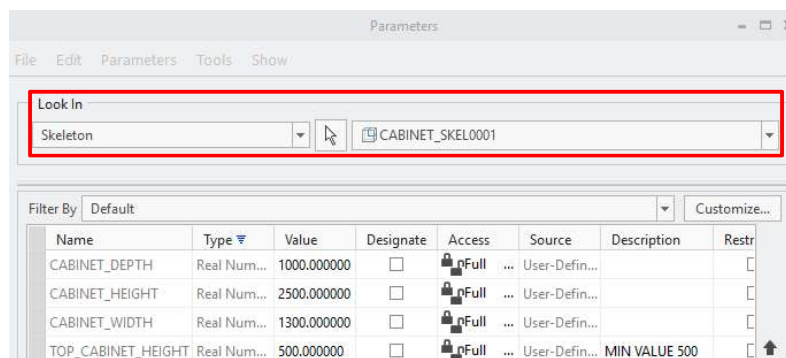 Parameters
File Edit Parameters Tools Show
Look In
Skeleton CABINET_SKEL0001
Filter By Default Customize...
Name Type Value Designate Access Source Description Restr
CABINET_DEPTH Real Num... 1000.000000 Full ... User-Defin...
CABINET_HEIGHT Real Num... 2500.000000 Full ... User-Defin...
CABINET_WIDTH Real Num... 1300.000000 Full ... User-Defin...
TOP_CABINET_HEIGHT Real Num... 500.000000 Full ... User-Defin... MIN VALUE 500